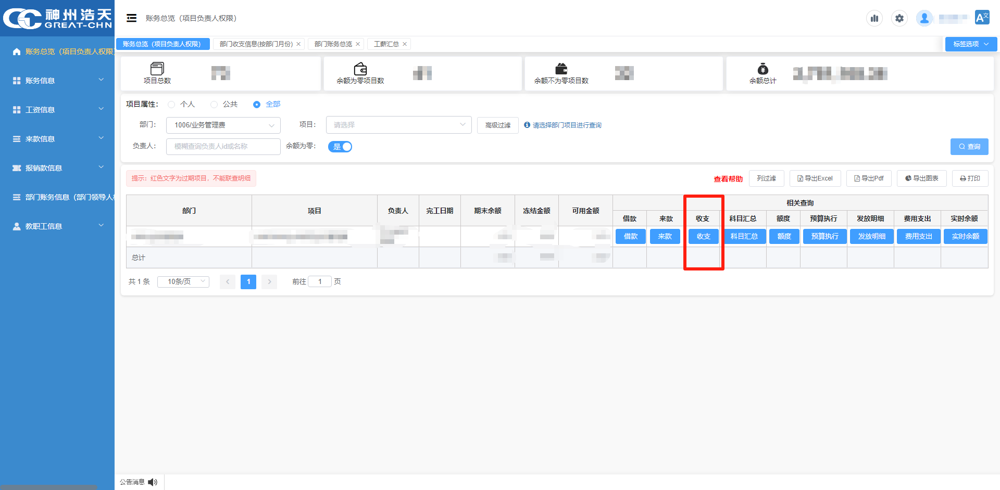 神州浩天
GREAT-CHN
账务总览（项目负责人权限）
A文
账务总览（项目负责人权限）
账务信息
工资信息
来款信息
报销款信息
部门账务信息（部门领导人权
教职工信息
账务总览（项目负责人权限） 部门收支信息(按部门月份) × 部门账务总览 × 工薪汇总 × 标签选项
项目总数
余额为零项目数
余额不为零项目数
余额总计
项目属性： 个人 公共 全部
部门： 1006/业务管理费 项目： 请选择 高级过滤 请选择部门项目进行查询
负责人： 模糊查询负责人id或名称 余额为零： 是 查询
提示：红色文字为过期项目，不能联查明细 查看帮助 列过滤 导出Excel 导出Pdf 导出图表 打印
部门 项目 负责人 完工日期 期末余额 冻结金额 可用金额 相关查询
借款 来款 收支 科目汇总 额度 预算执行 发放明细 费用支出 实时余额
借款 来款 收支 科目汇总 额度 预算执行 发放明细 费用支出 实时余额
总计
共 1 条 10条/页 < 1 > 前往 1 页
公告消息